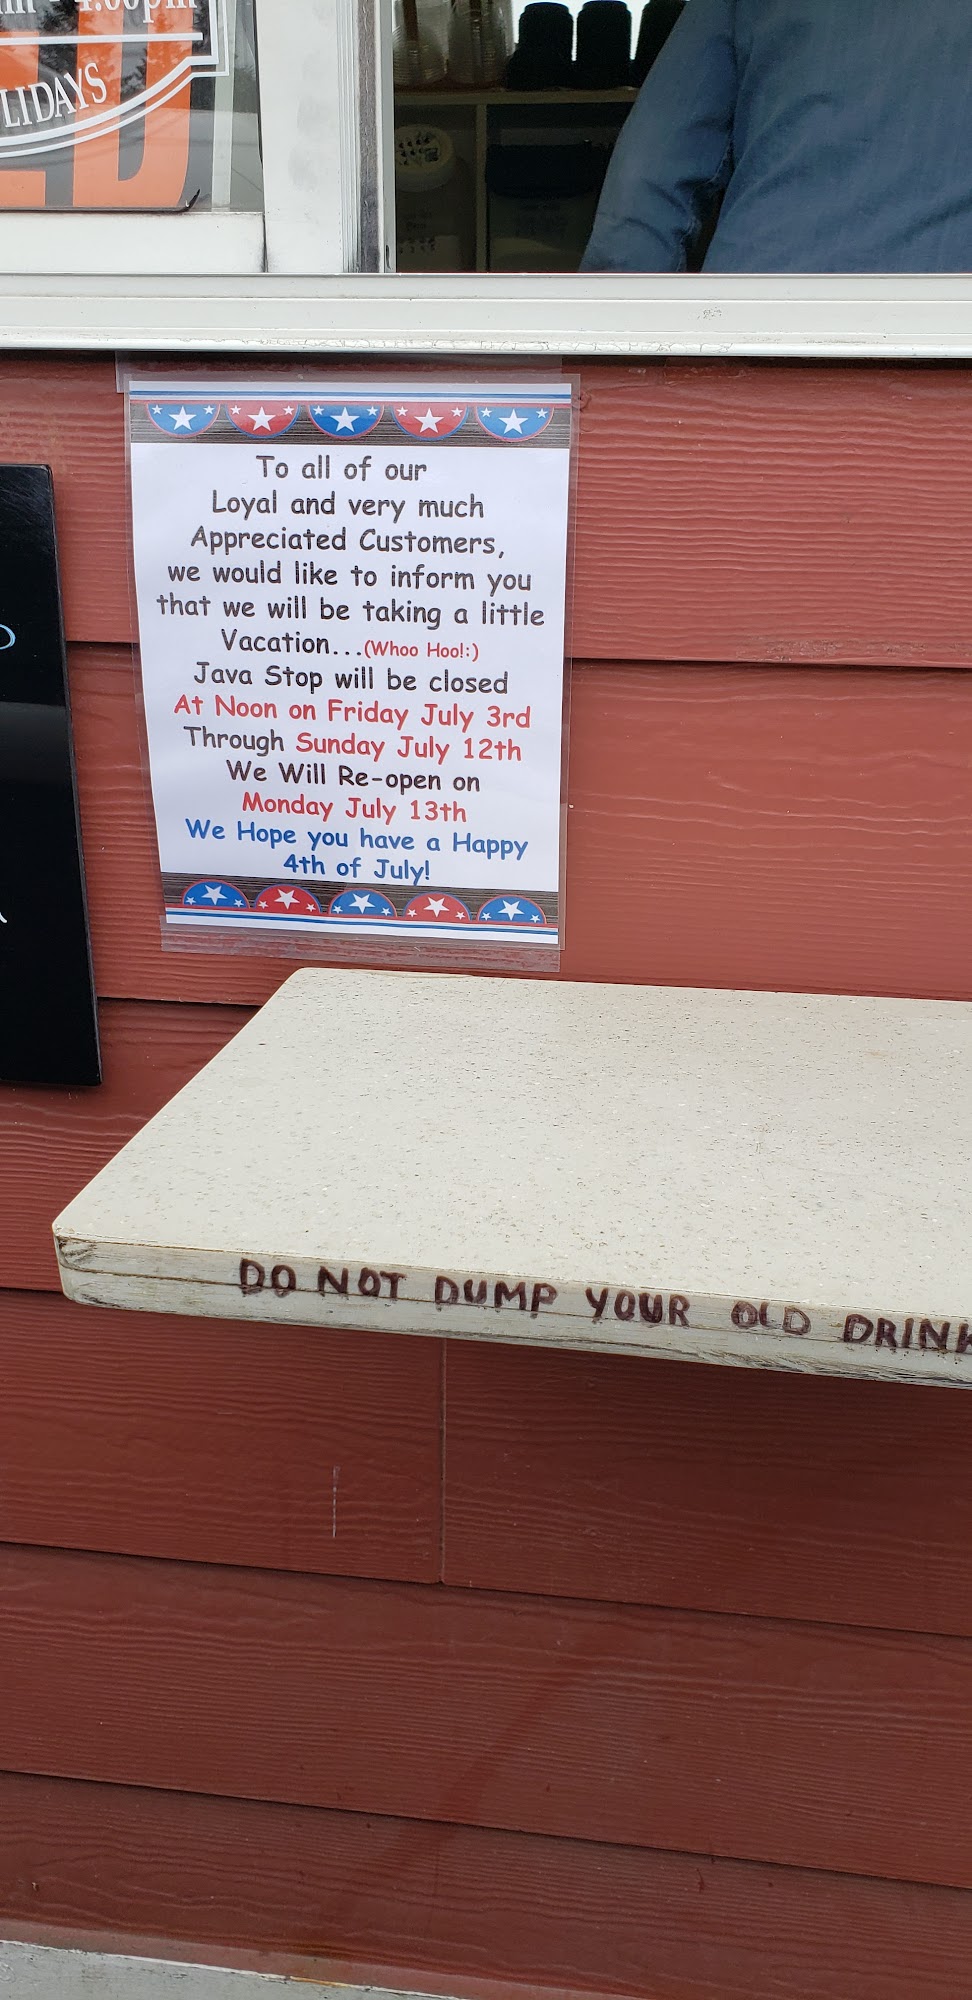 4:00pm
To all of our
Loyal and very much
Appreciated Customers,
we would like to inform you
that we will be taking a little
Vacation...(Whoo Hoo!:)
Java Stop will be closed
At Noon on Friday July 3rd
Through Sunday July 12th
We Will Re-open on
Monday July 13th
We Hope you have a Happy
4th of July!
DO NOT DUMP YOUR OLD DRINK